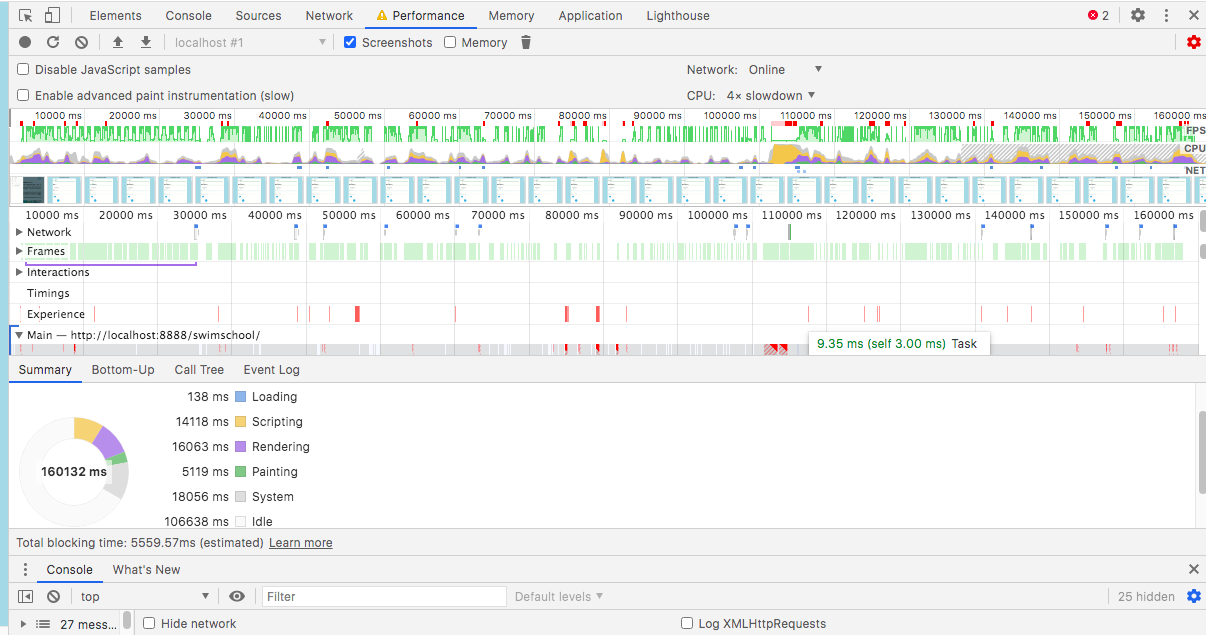 Elements Console Sources Network Performance Memory Application Lighthouse 2
localhost #1 Screenshots Memory
Disable JavaScript samples Network: Online
Enable advanced paint instrumentation (slow) CPU: 4× slowdown
10000 ms 20000 ms 30000 ms 40000 ms 50000 ms 60000 ms 70000 ms 80000 ms 90000 ms 100000 ms 110000 ms 120000 ms 130000 ms 140000 ms 150000 ms 160000 ms
FPS
CPU
NET
10000 ms 20000 ms 30000 ms 40000 ms 50000 ms 60000 ms 70000 ms 80000 ms 90000 ms 100000 ms 110000 ms 120000 ms 130000 ms 140000 ms 150000 ms 160000 ms
Network
Frames
Interactions
Timings
Experience
Main — http://localhost:8888/swimschool/
9.35 ms (self 3.00 ms) Task
Summary Bottom-Up Call Tree Event Log
138 ms Loading
14118 ms Scripting
16063 ms Rendering
160132 ms
5119 ms Painting
18056 ms System
106638 ms Idle
Total blocking time: 5559.57ms (estimated) Learn more
Console What's New
top Filter Default levels 25 hidden
27 mess... Hide network Log XMLHttpRequests